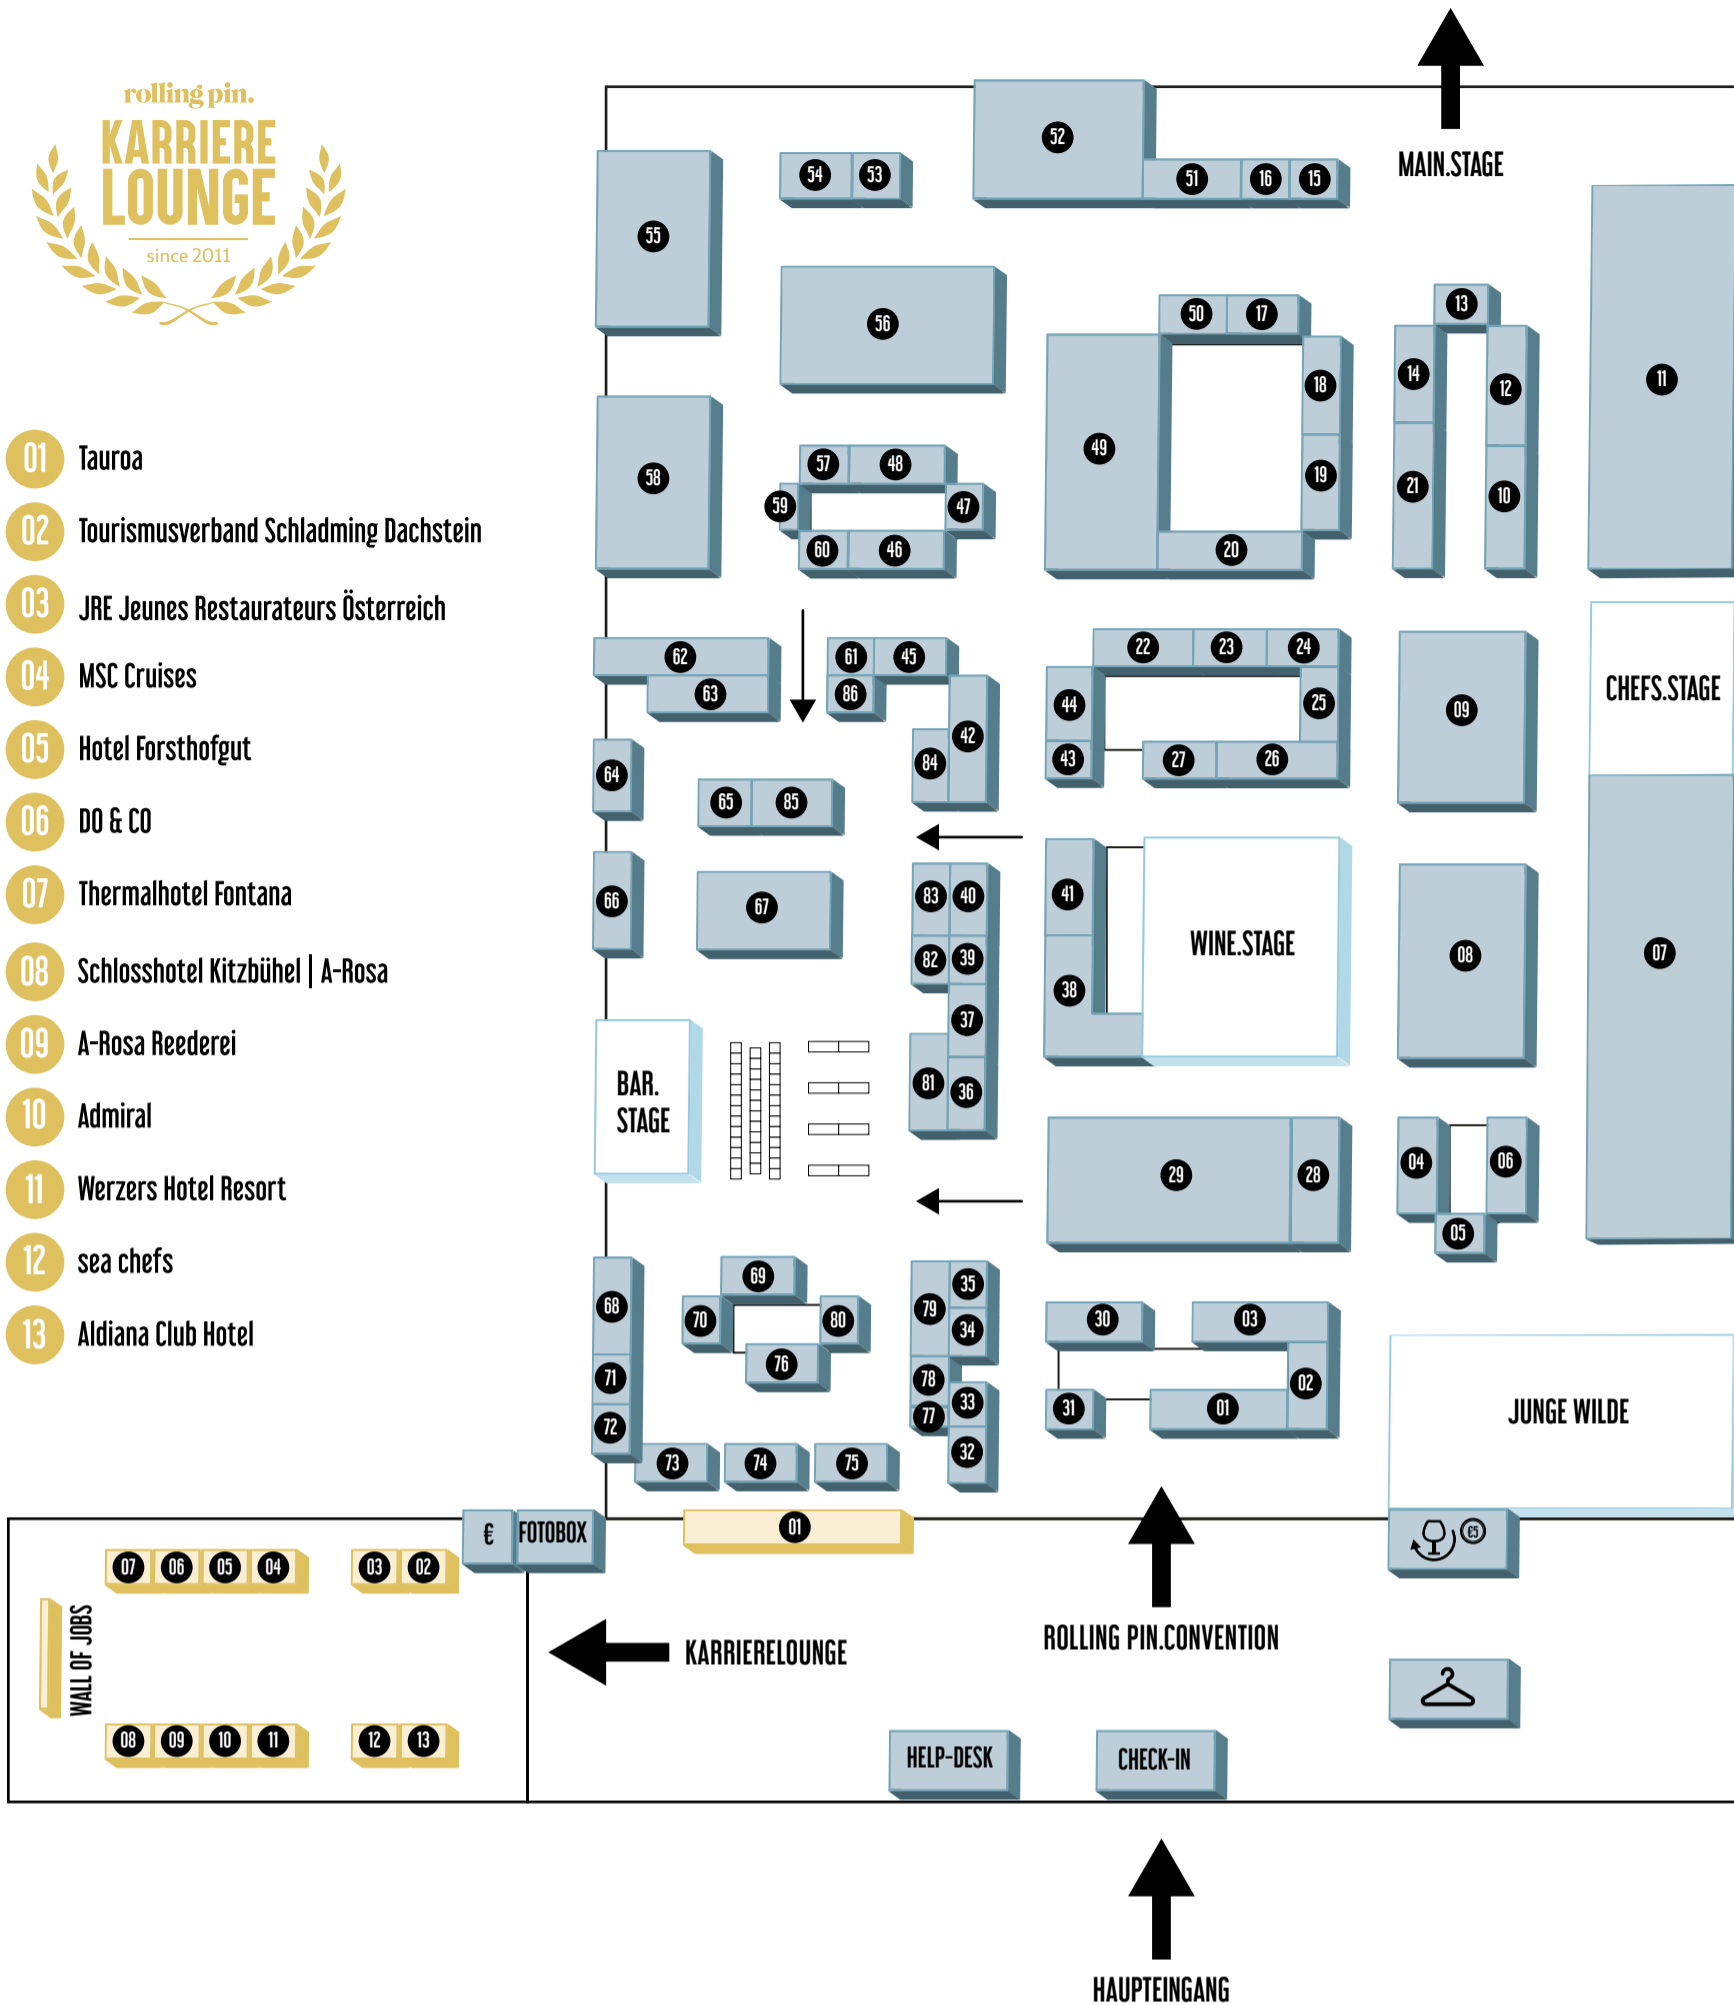 rolling pin.
KARRIERE
LOUNGE
since 2011
01 Tauroa
02 Tourismusverband Schladming Dachstein
03 JRE Jeunes Restaurateurs Österreich
04 MSC Cruises
05 Hotel Forsthofgut
06 DO & CO
07 Thermalhotel Fontana
08 Schlosshotel Kitzbühel | A-Rosa
09 A-Rosa Reederei
10 Admiral
11 Werzers Hotel Resort
12 sea chefs
13 Aldiana Club Hotel
MAIN.STAGE
52
54 53
51 16 15
55
56
50 17
13
18
14
12
11
49
58
57 48
59
47
60 46
19
21
10
20
62
61 45
63
86
22 23 24
44
25
42
84
43
27 26
09
CHEFS.STAGE
64
65 85
66
67
83 40
82 39
37
81
36
41
38
WINE.STAGE
08
07
BAR.
STAGE
29
28
04
06
05
68
69
70
80
76
71
72
79
35
34
78
77
33
32
30
03
02
31
01
JUNGE WILDE
73 74 75
€
FOTOBOX
01
€5
07 06 05 04 03 02
WALL OF JOBS
08 09 10 11 12 13
KARRIERELOUNGE
ROLLING PIN.CONVENTION
HELP-DESK
CHECK-IN
HAUPTEINGANG